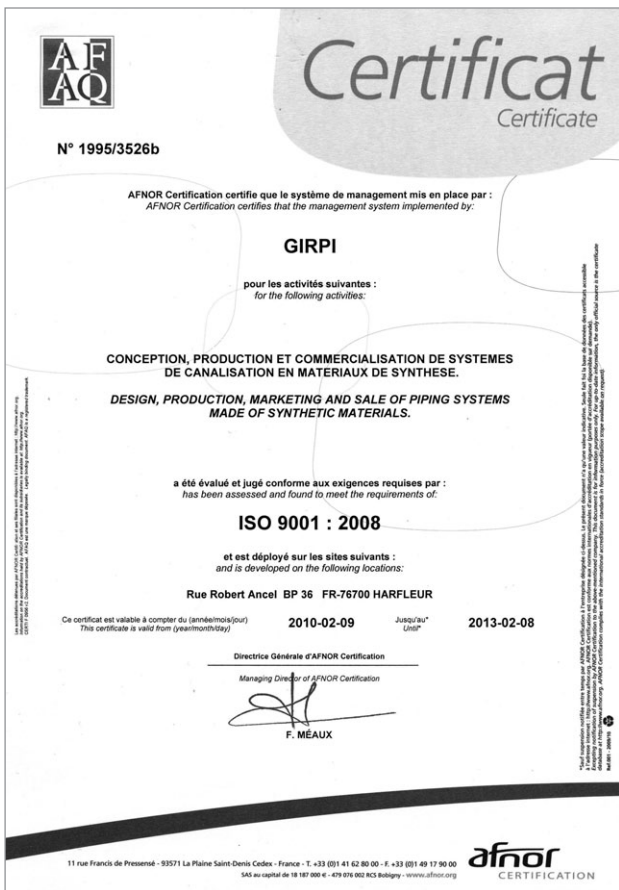 AF
AQ
Certificat
Certificate
N° 1995/3526b
AFNOR Certification certifie que le système de management mis en place par :
AFNOR Certification certifies that the management system implemented by:
GIRPI
pour les activités suivantes :
for the following activities:
CONCEPTION, PRODUCTION ET COMMERCIALISATION DE SYSTEMES
DE CANALISATION EN MATERIAUX DE SYNTHESE.
DESIGN, PRODUCTION, MARKETING AND SALE OF PIPING SYSTEMS
MADE OF SYNTHETIC MATERIALS.
a été évalué et jugé conforme aux exigences requises par :
has been assessed and found to meet the requirements of:
ISO 9001 : 2008
et est déployé sur les sites suivants :
and is developed on the following locations:
Rue Robert Ancel BP 36 FR-76700 HARFLEUR
Ce certificat est valable à compter du (année/mois/jour)
This certificate is valid from (year/month/day)
2010-02-09
Jusqu'au*
Until*
2013-02-08
Directrice Générale d'AFNOR Certification
Managing Director of AFNOR Certification
F. MÉAUX
11 rue Francis de Pressensé - 93571 La Plaine Saint-Denis Cedex - France - T. +33 (0)1 41 62 80 00 - F. +33 (0)1 49 17 90 00
SAS au capital de 18 187 000 € - 479 076 002 RCS Bobigny - www.afnor.org
afnor
CERTIFICATION